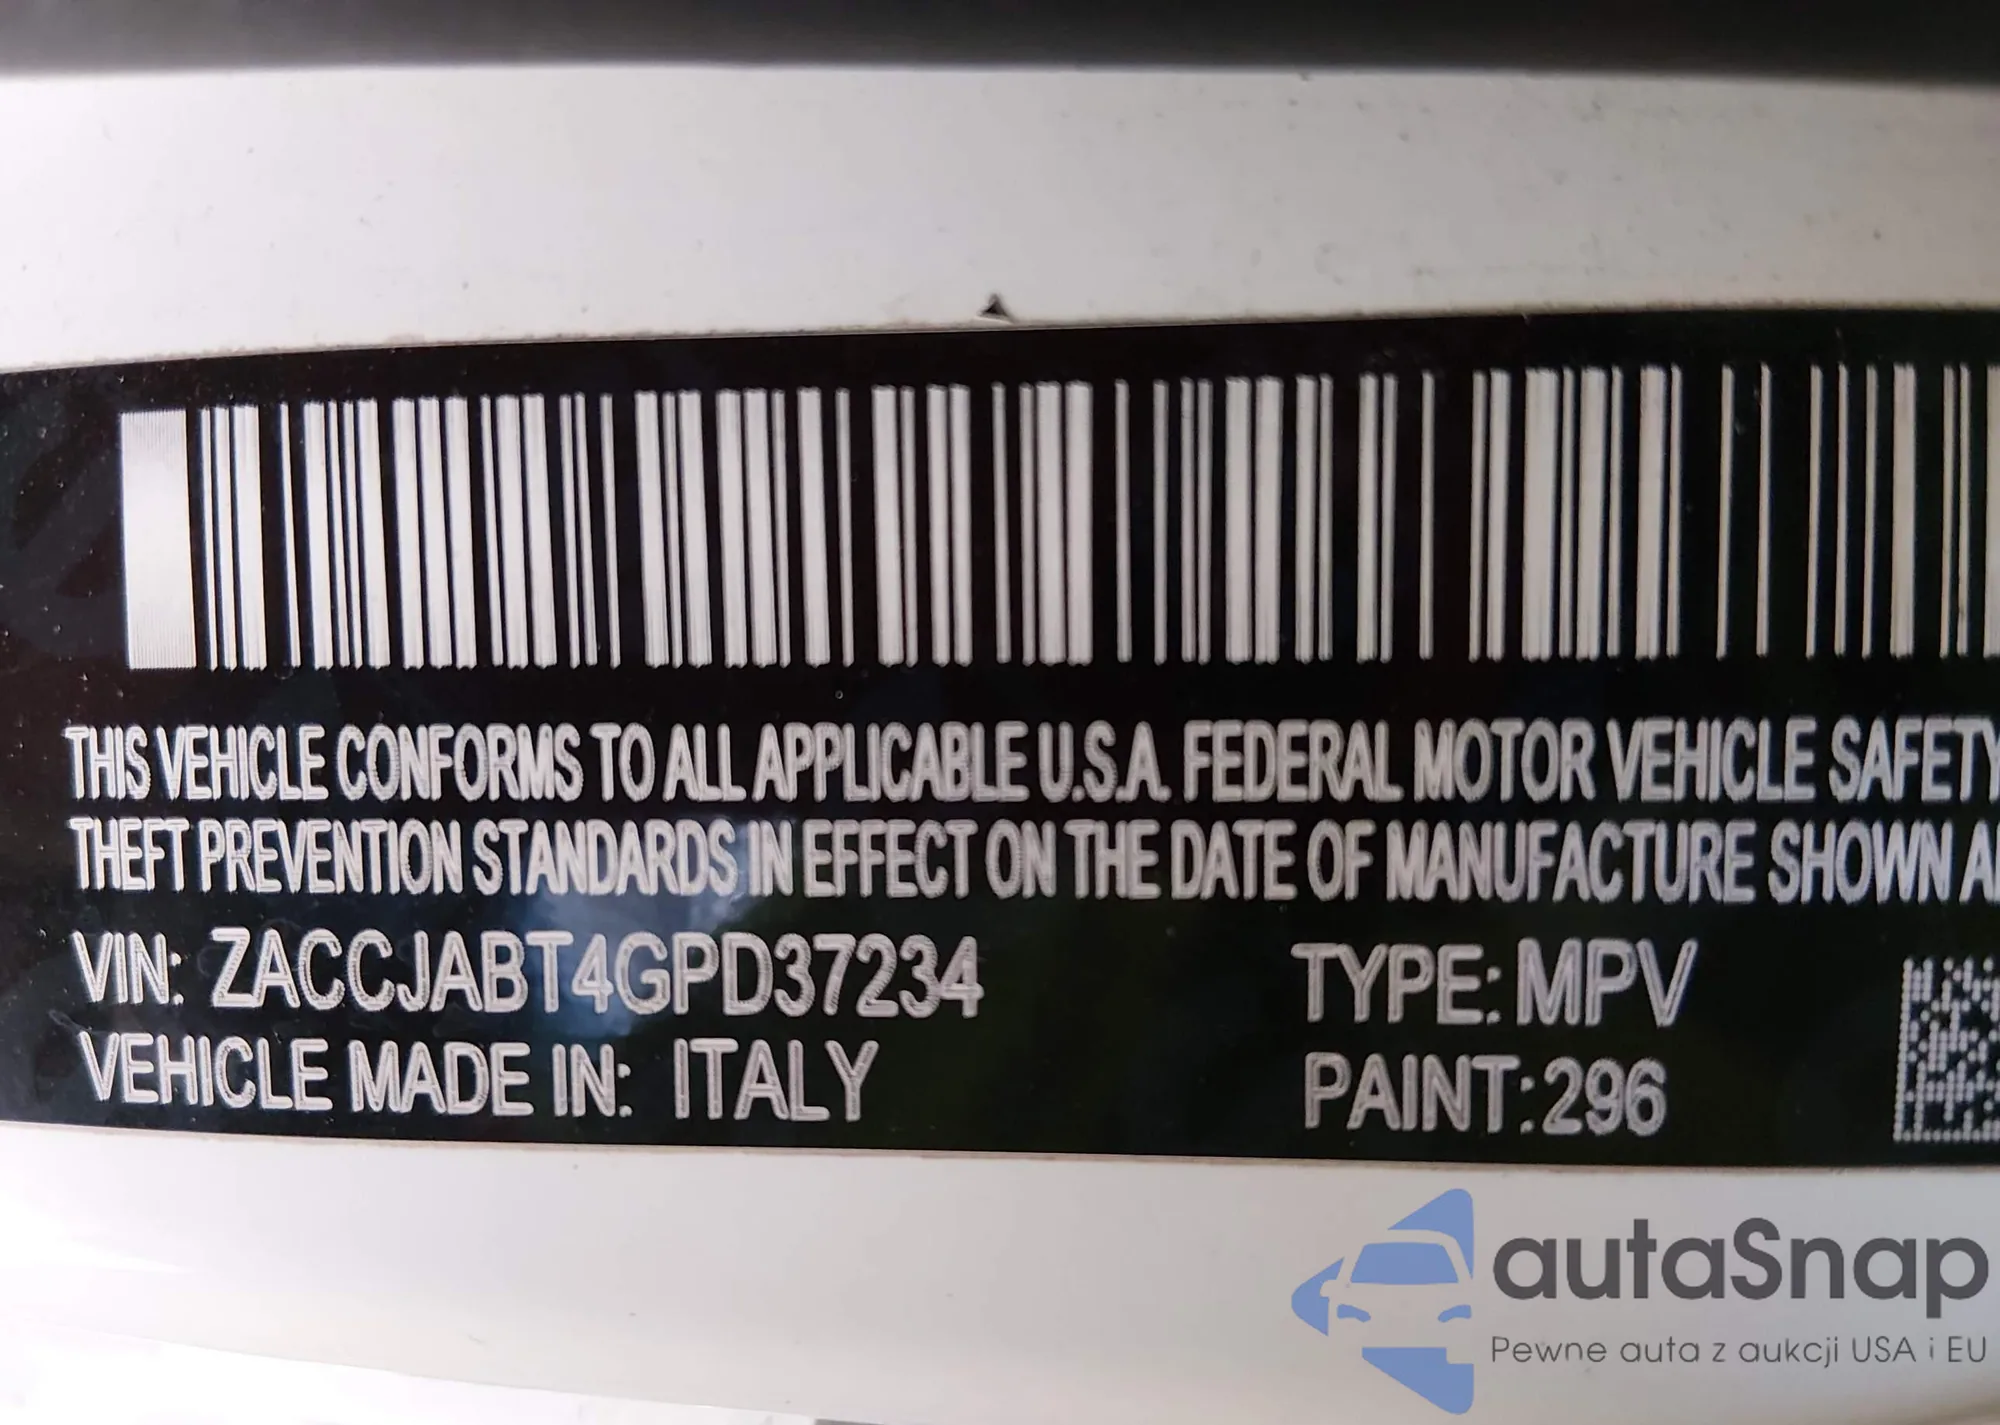 THIS VEHICLE CONFORMS TO ALL APPLICABLE U.S.A. FEDERAL MOTOR VEHICLE SAFETY
THEFT PREVENTION STANDARDS IN EFFECT ON THE DATE OF MANUFACTURE SHOWN
VIN: ZACCJABT4GPD37234 TYPE: MPV
VEHICLE MADE IN: ITALY PAINT:296
autaSnap
Pewne auta z aukcji USA i EU